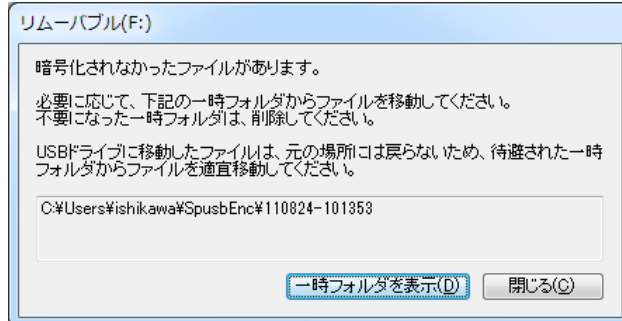 リムーバブル(F:)
暗号化されなかったファイルがあります。
必要に応じて、下記の一時フォルダからファイルを移動してください。
不要になった一時フォルダは、削除してください。
USBドライブに移動したファイルは、元の場所には戻らないため、待避された一時
フォルダからファイルを適宜移動してください。
C:¥Users¥ishikawa¥SpusbEnc¥110824-101353
一時フォルダを表示(D) 閉じる(C)